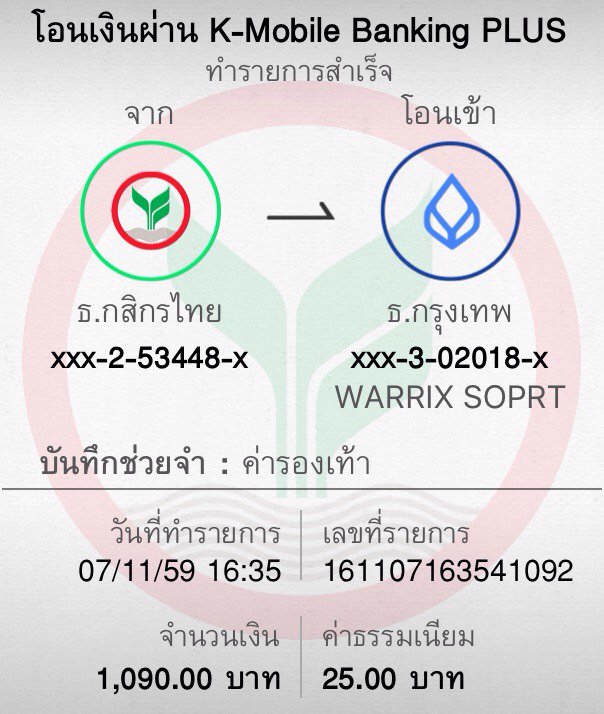 โอนเงินผ่าน K-Mobile Banking PLUS
ทำรายการสำเร็จ
จาก
โอนเข้า
ธ.กสิกรไทย
ธ.กรุงเทพ
xxx-2-53448-x
xxx-3-02018-x
WARRIX SOPRT
บันทึกช่วยจำ : ค่ารองเท้า
วันที่ทำรายการ
เลขที่รายการ
07/11/59 16:35
161107163541092
จำนวนเงิน
ค่าธรรมเนียม
1,090.00 บาท
25.00 บาท